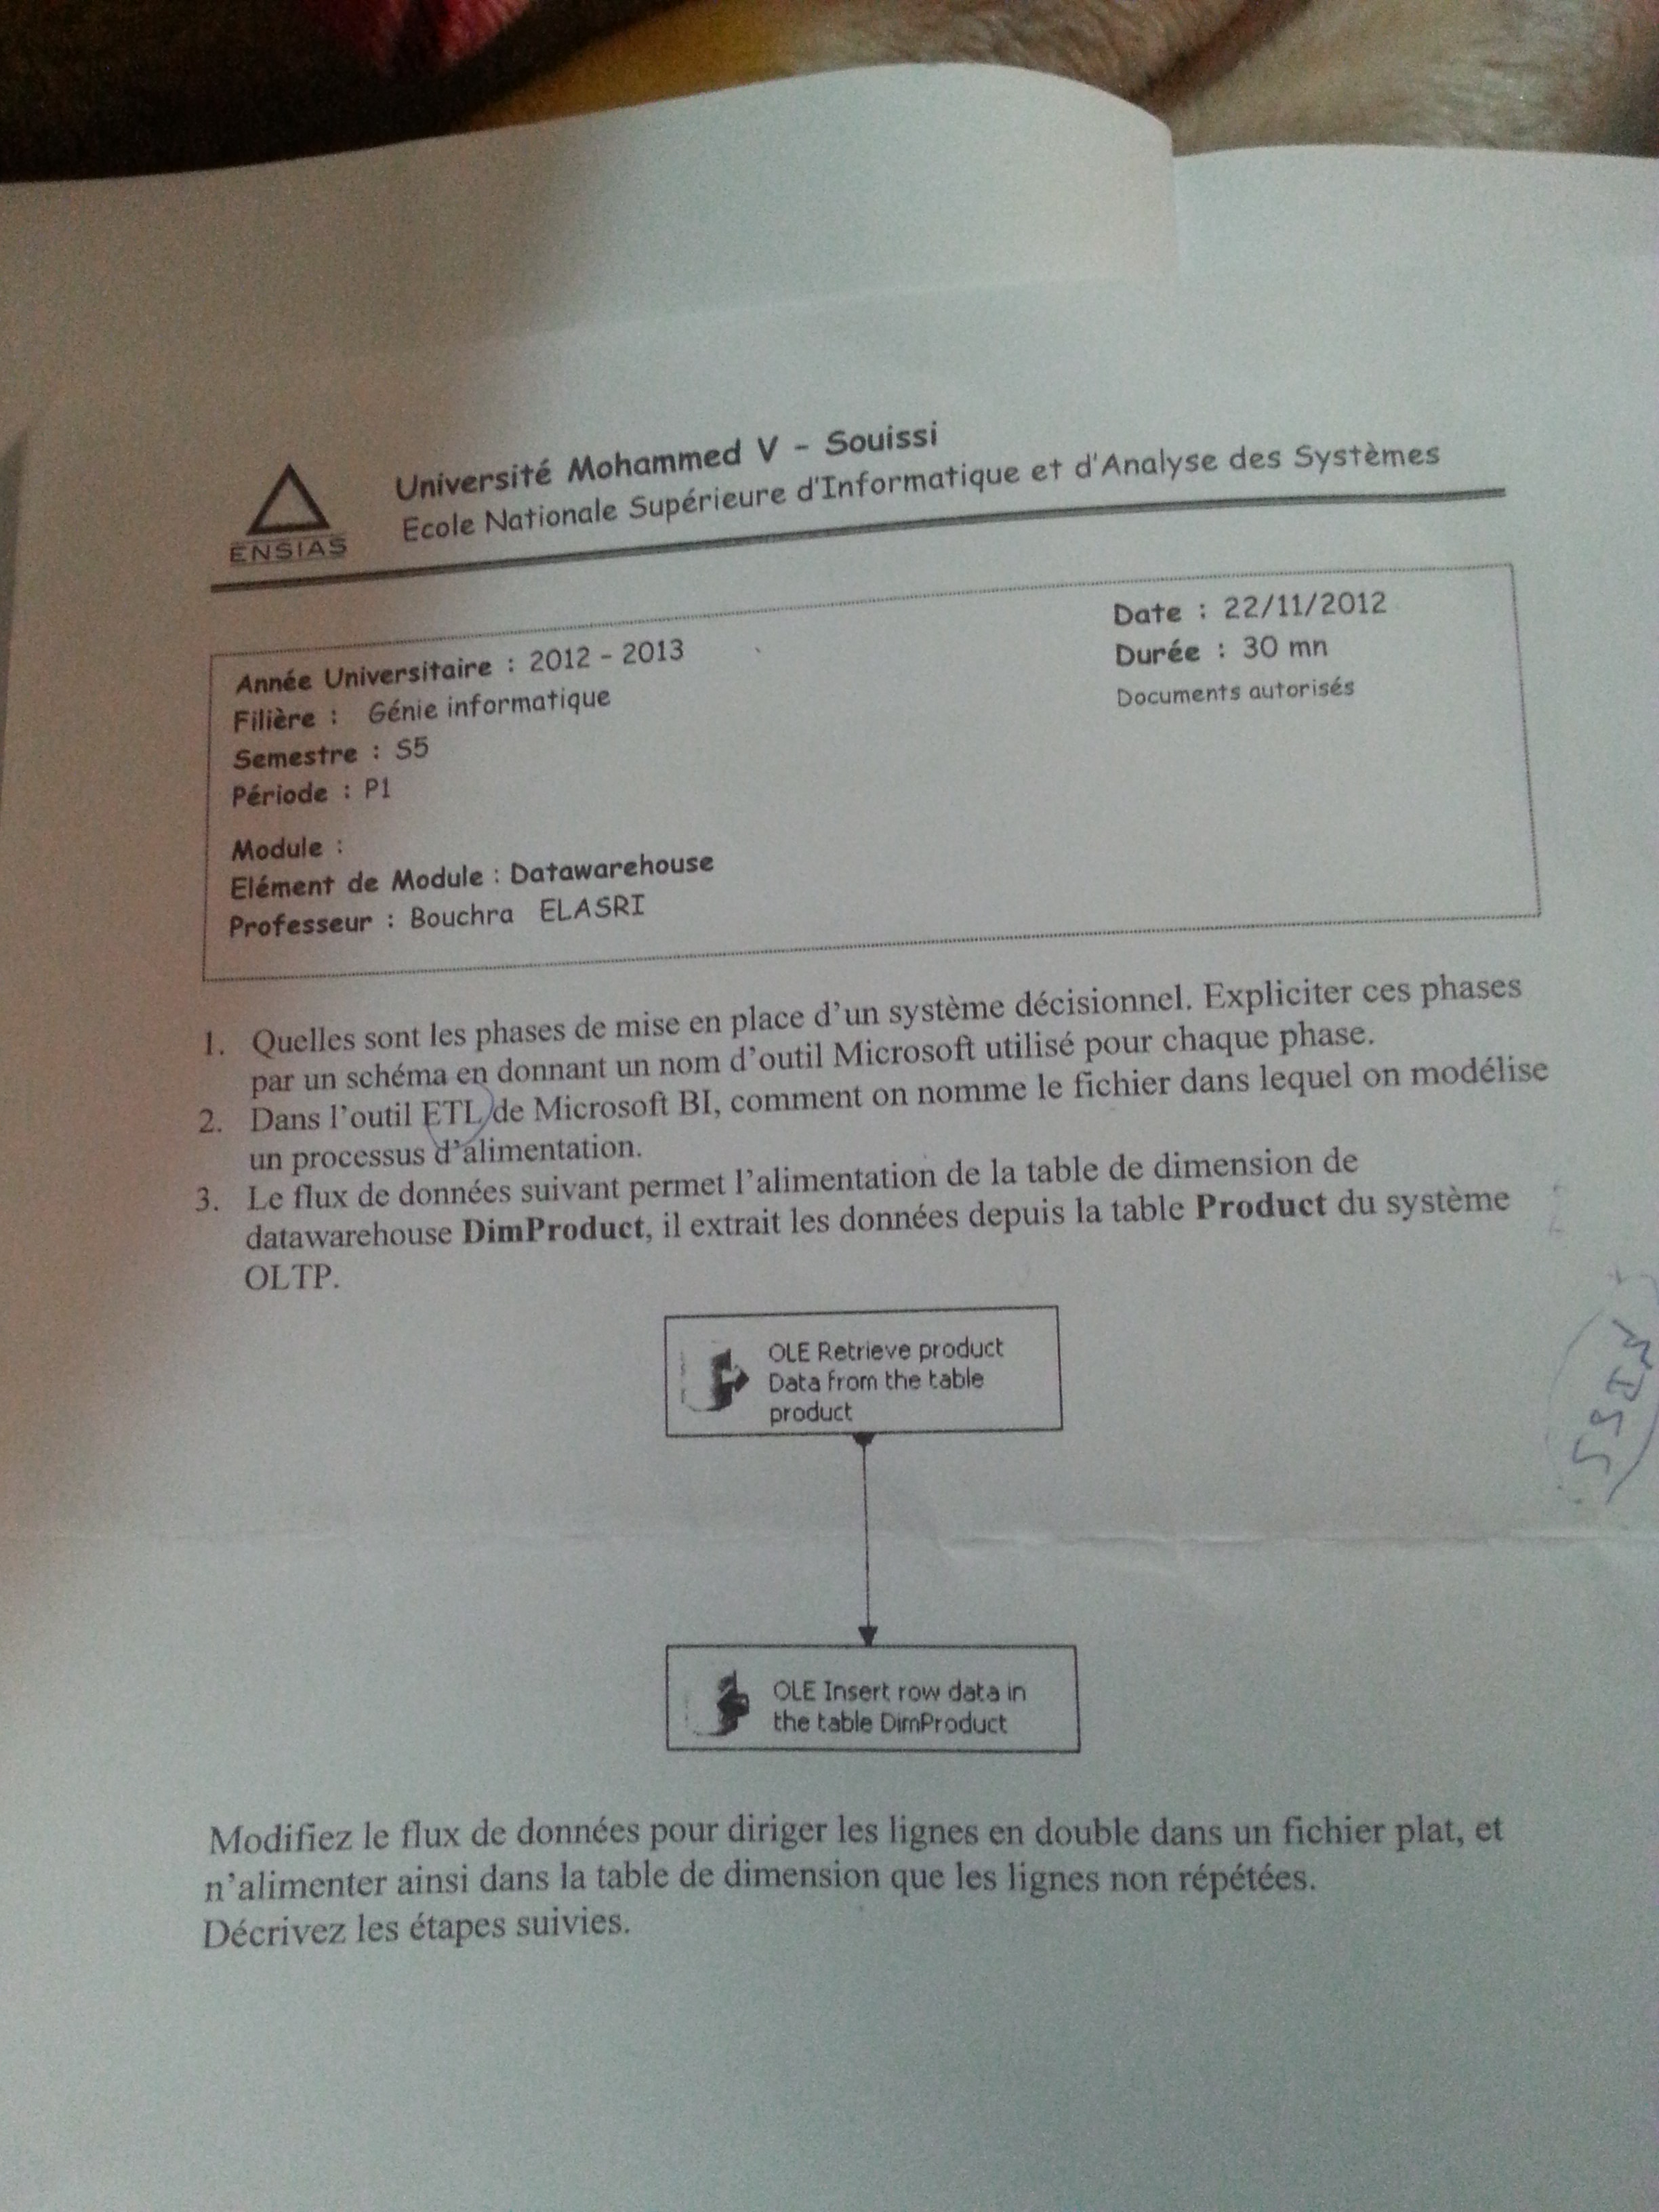 Université Mohammed V - Souissi
Ecole Nationale Supérieure d'Informatique et d'Analyse des Systèmes
ENSIAS
Année Universitaire : 2012 - 2013
Filière : Génie informatique
Semestre : S5
Période : P1
Module :
Elément de Module : Datawarehouse
Professeur : Bouchra ELASRI
Date : 22/11/2012
Durée : 30 mn
Documents autorisés
1. Quelles sont les phases de mise en place d'un système décisionnel. Expliciter ces phases
par un schéma en donnant un nom d'outil Microsoft utilisé pour chaque phase.
2. Dans l'outil ETL de Microsoft BI, comment on nomme le fichier dans lequel on modélise
un processus d'alimentation.
3. Le flux de données suivant permet l'alimentation de la table de dimension de
datawarehouse DimProduct, il extrait les données depuis la table Product du système
OLTP.
OLE Retrieve product
Data from the table
product
OLE Insert row data in
the table DimProduct
Modifiez le flux de données pour diriger les lignes en double dans un fichier plat, et
n'alimenter ainsi dans la table de dimension que les lignes non répétées.
Décrivez les étapes suivies.